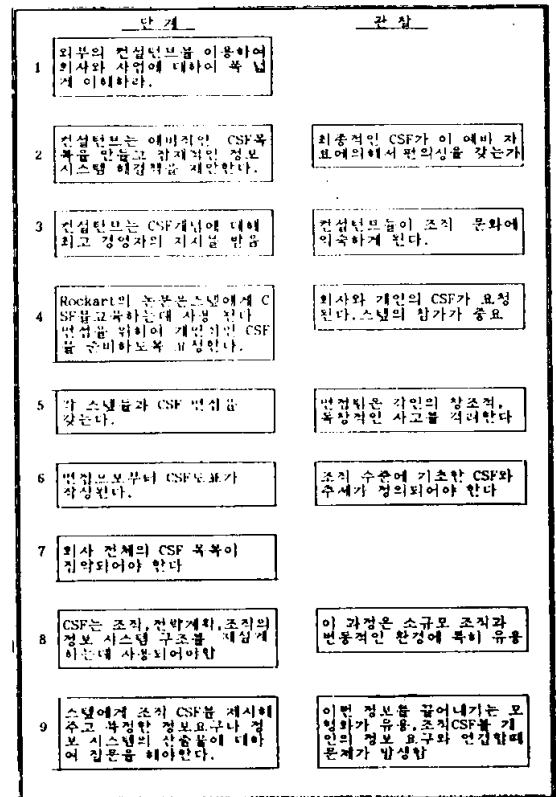 단 계
관 찰
1
외부의 컨설턴브를 이용하여
회사와 사업에 대하여 폭 넓
게 이해하라.
2
컨설턴브는 예비적인 CSF목
록을 만들고 잠재적인 정보
시스템 해결책을 제안한다.
최종적인 CSF가 이 예비 자
료에의해서 편의성을 갖는가
3
컨설턴브는 CSF개념에 대해
최고 경영자의 지시를 받음
컨설턴브들이 조직 문화에
익숙하게 된다.
4
Rockart의 논문은스탭에게 C
SF를교육하는데 사용 된다
면접을 위하여 개인적인 CSF
를 준비하도록 요청한다.
회사와 개인의 CSF가 요청
된다.스탭의 참가가 중요
5
각 스탭들과 CSF 면접을
갖는다.
면접위은 각인의 창조적,
독창적인 사고를 격려한다
6
면접으로부터 CSF도표가
작성된다.
조직 수준에 기초한 CSF와
추세가 정의되어야 한다
7
회사 전체의 CSF 목록이
집약되어야 한다
8
CSF는 조직,전략계획,조직의
정보 시스템 구조를 재설계
하는데 사용되어야함
이 과정은 소규모 조직과
변동적인 환경에 특히 유용
9
스탭에게 조직 CSF를 제시해
주고 특정한 정보요구나 정
보 시스템의 산출물에 대하
여 질문을 해야한다.
이런 정보를 끌어내기는 모
형화가 유용,조직CSF를 개
인의 정보 요구와 연결할때
문제가 발생함